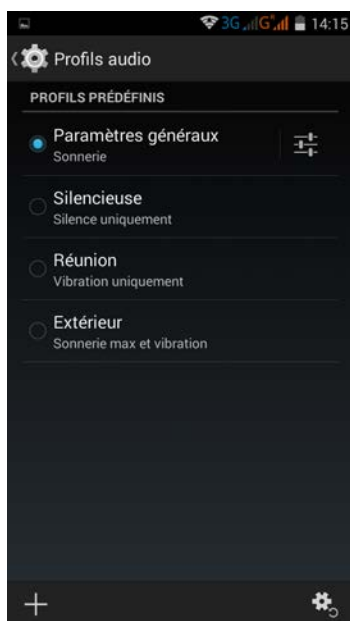 3G G 14:15
Profils audio
PROFILS PRÉDÉFINIS
Paramètres généraux
Sonnerie
Silencieuse
Silence uniquement
Réunion
Vibration uniquement
Extérieur
Sonnerie max et vibration